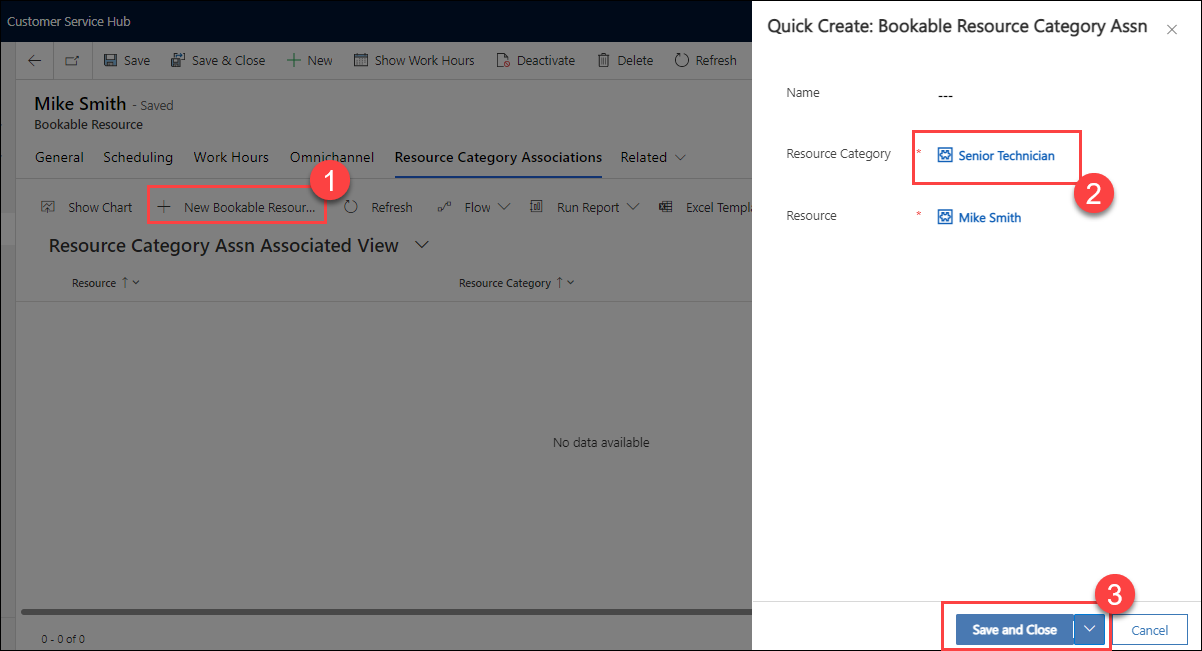 Customer Service Hub
Save
Save & Close
New
Show Work Hours
Deactivate
Delete
Refresh
Mike Smith - Saved
Bookable Resource
General
Scheduling
Work Hours
Omnichannel
Resource Category Associations
Related
1
Show Chart
New Bookable Resour...
Refresh
Flow
Run Report
Excel Templa
Resource Category Assn Associated View
Resource
Resource Category
No data available
0 - 0 of 0
Quick Create: Bookable Resource Category Assn
Name
---
Resource Category
* Senior Technician
2
Resource
* Mike Smith
3
Save and Close
Cancel